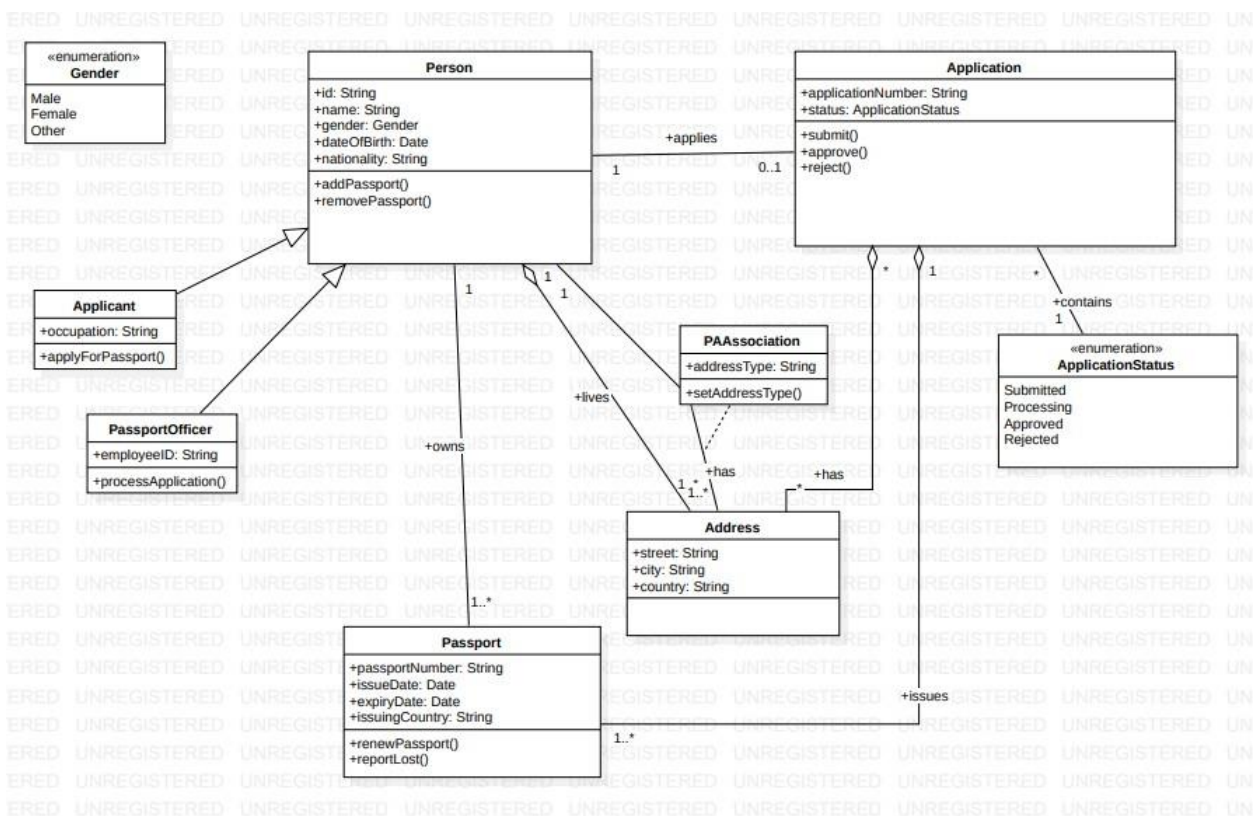 «enumeration»
Gender
Male
Female
Other
Person
+id: String
+name: String
+gender: Gender
+dateOfBirth: Date
+nationality: String
+addPassport()
+removePassport()
+applies
1
0..1
Application
+applicationNumber: String
+status: ApplicationStatus
+submit()
+approve()
+reject()
Applicant
+occupation: String
+applyForPassport()
PassportOfficer
+employeeID: String
+processApplication()
1
1
1
*
1
*
+contains
1
«enumeration»
ApplicationStatus
Submitted
Processing
Approved
Rejected
PAAssociation
+addressType: String
+setAddressType()
+lives
+owns
+has
1..*
1..*
+has
*
Address
+street: String
+city: String
+country: String
1..*
Passport
+passportNumber: String
+issueDate: Date
+expiryDate: Date
+issuingCountry: String
+renewPassport()
+reportLost()
+issues
1..*
UNREGISTERED